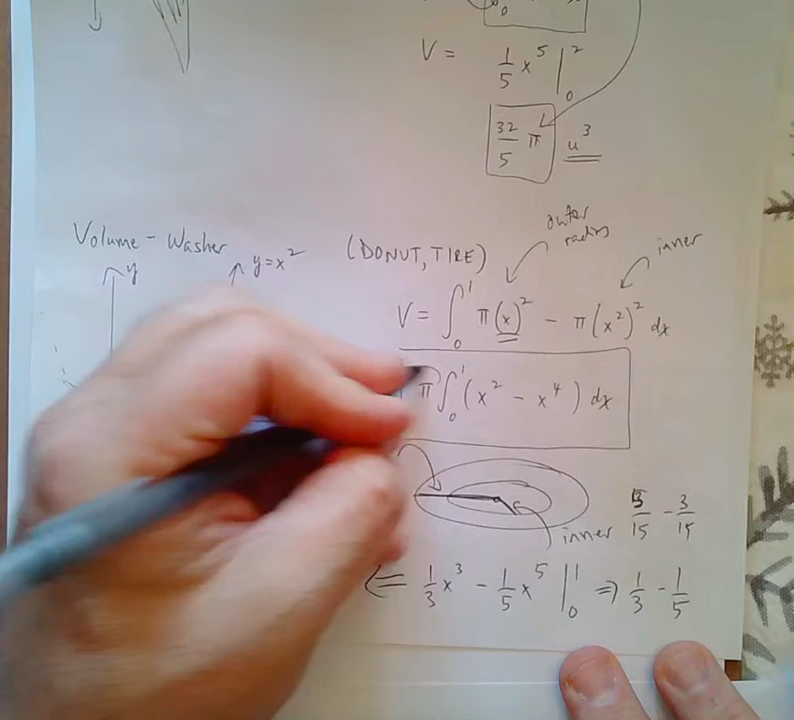 V = 1/5 x^5 |_0^2
32/5 π u^3
Volume - Washer (DONUT, TIRE)
outer radius
inner
y
y=x^2
V = ∫_0^1 π(x)^2 - π(x^2)^2 dx
π ∫_0^1 (x^2 - x^4) dx
inner
5/15 - 3/15
⇐ 1/3 x^3 - 1/5 x^5 |_0^1 ⇒ 1/3 - 1/5